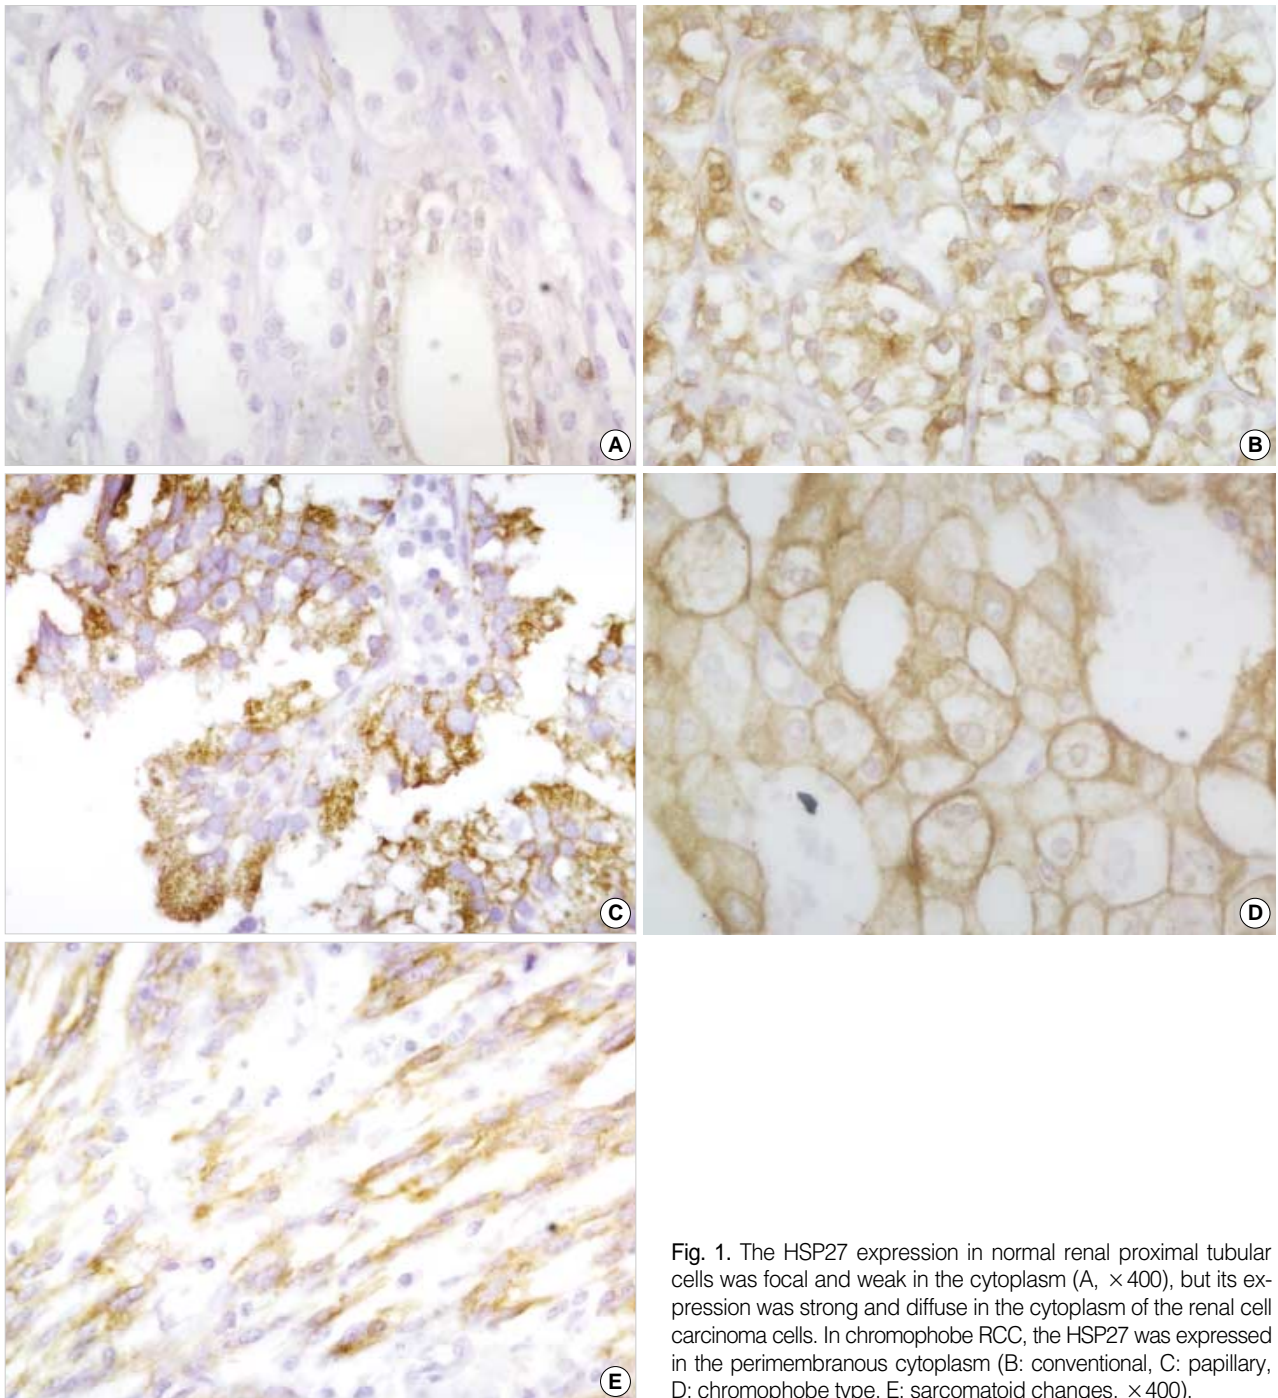 A
B
C
D
E
Fig. 1. The HSP27 expression in normal renal proximal tubular
cells was focal and weak in the cytoplasm (A, ×400), but its ex-
pression was strong and diffuse in the cytoplasm of the renal cell
carcinoma cells. In chromophobe RCC, the HSP27 was expressed
in the perimembranous cytoplasm (B: conventional, C: papillary,
D: chromophobe type, E: sarcomatoid changes, ×400).